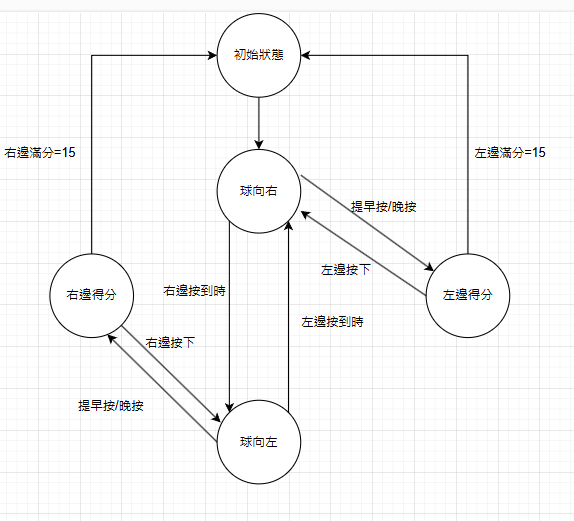 初始狀態
右邊滿分=15
左邊滿分=15
球向右
提早按/晚按
左邊按下
右邊得分
右邊按到時
左邊得分
左邊按到時
右邊按下
提早按/晚按
球向左